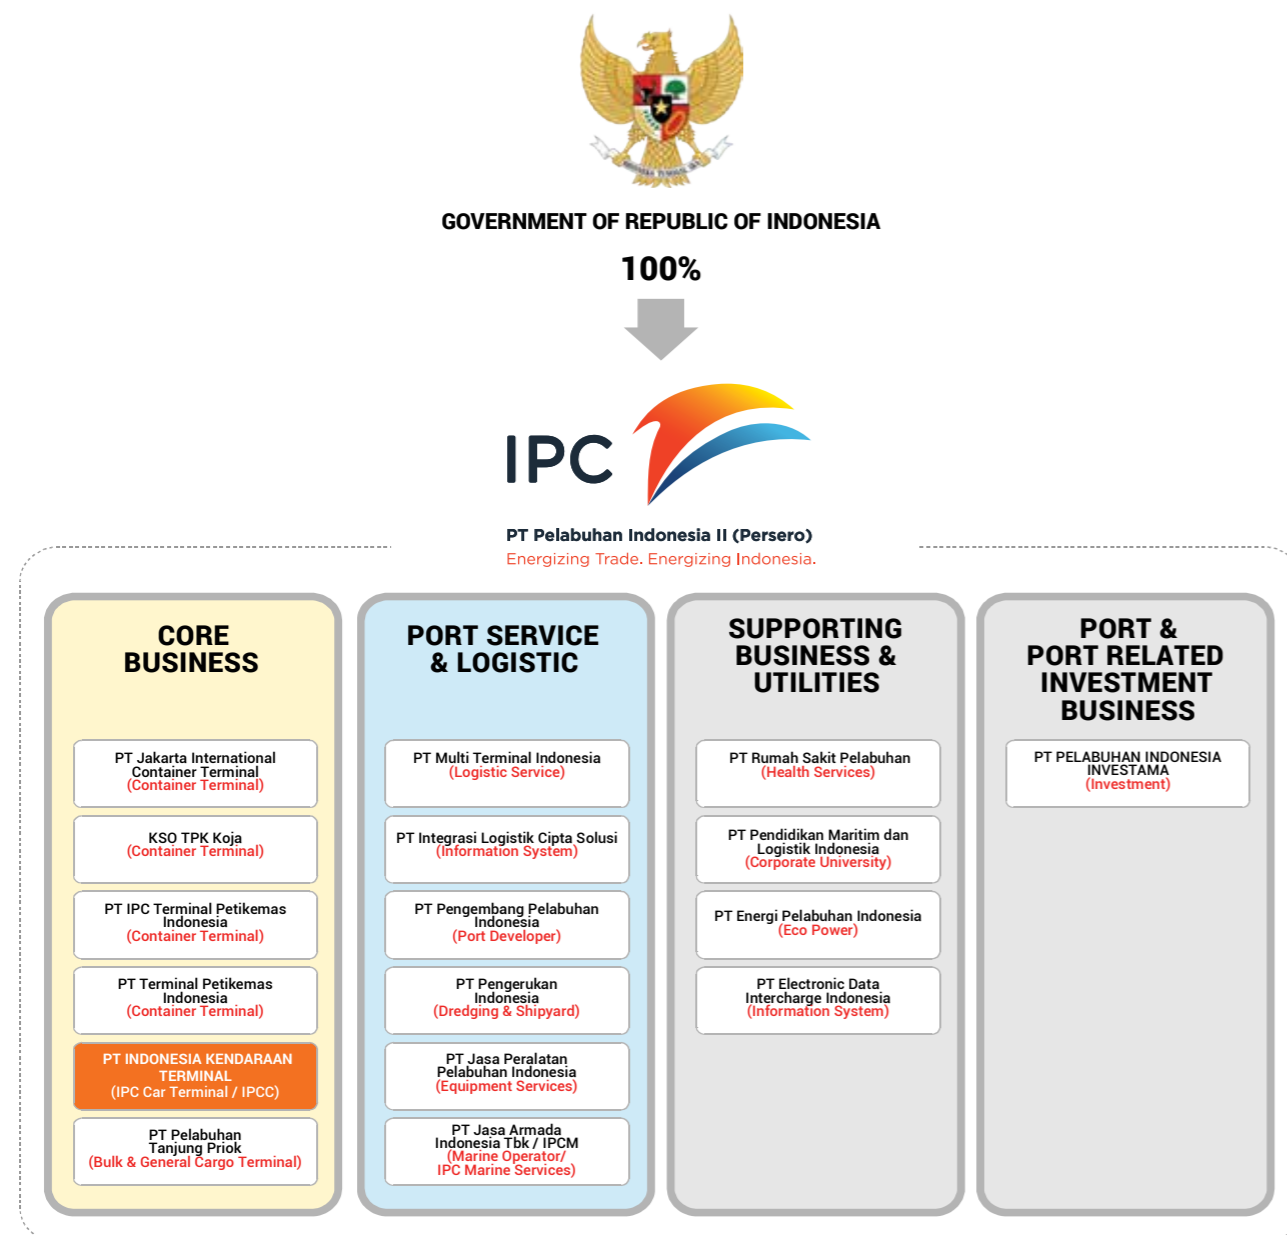 GOVERNMENT OF REPUBLIC OF INDONESIA
100%
IPC
PT Pelabuhan Indonesia II (Persero)
Energizing Trade. Energizing Indonesia.
CORE
BUSINESS
PT Jakarta International
Container Terminal
(Container Terminal)
KSO TPK Koja
(Container Terminal)
PT IPC Terminal Petikemas
Indonesia
(Container Terminal)
PT Terminal Petikemas
Indonesia
(Container Terminal)
PT INDONESIA KENDARAAN
TERMINAL
(IPC Car Terminal / IPCC)
PT Pelabuhan
Tanjung Priok
(Bulk & General Cargo Terminal)
PORT SERVICE
& LOGISTIC
PT Multi Terminal Indonesia
(Logistic Service)
PT Integrasi Logistik Cipta Solusi
(Information System)
PT Pengembang Pelabuhan
Indonesia
(Port Developer)
PT Pengerukan
Indonesia
(Dredging & Shipyard)
PT Jasa Peralatan
Pelabuhan Indonesia
(Equipment Services)
PT Jasa Armada
Indonesia Tbk / IPCM
(Marine Operator/
IPC Marine Services)
SUPPORTING
BUSINESS &
UTILITIES
PT Rumah Sakit Pelabuhan
(Health Services)
PT Pendidikan Maritim dan
Logistik Indonesia
(Corporate University)
PT Energi Pelabuhan Indonesia
(Eco Power)
PT Electronic Data
Intercharge Indonesia
(Information System)
PORT &
PORT RELATED
INVESTMENT
BUSINESS
PT PELABUHAN INDONESIA
INVESTAMA
(Investment)